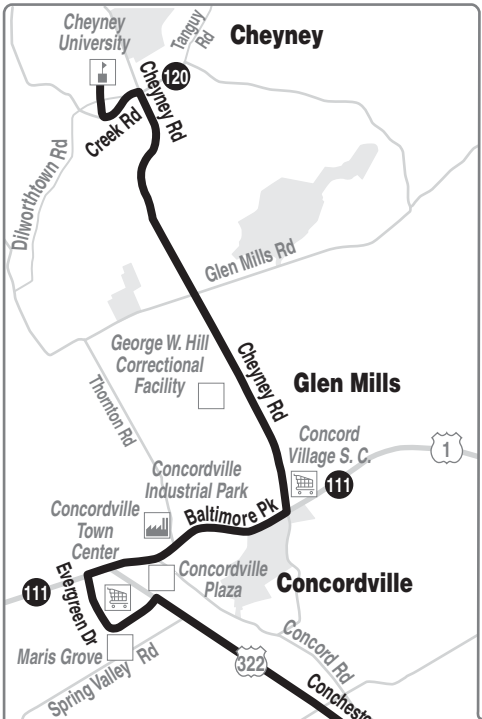 Cheyney
University
Tanguy
Rd
Cheyney
120
Cheyney Rd
Creek Rd
Dilworthtown Rd
Glen Mills Rd
George W. Hill
Correctional
Facility
Cheyney Rd
Glen Mills
Thornton Rd
Concord
Village S. C.
1
111
Concordville
Industrial Park
Baltimore Pk
Concordville
Town
Center
Concordville
Plaza
Concordville
111
Evergreen Dr
Maris Grove
Spring Valley Rd
Concord Rd
322
Concheste